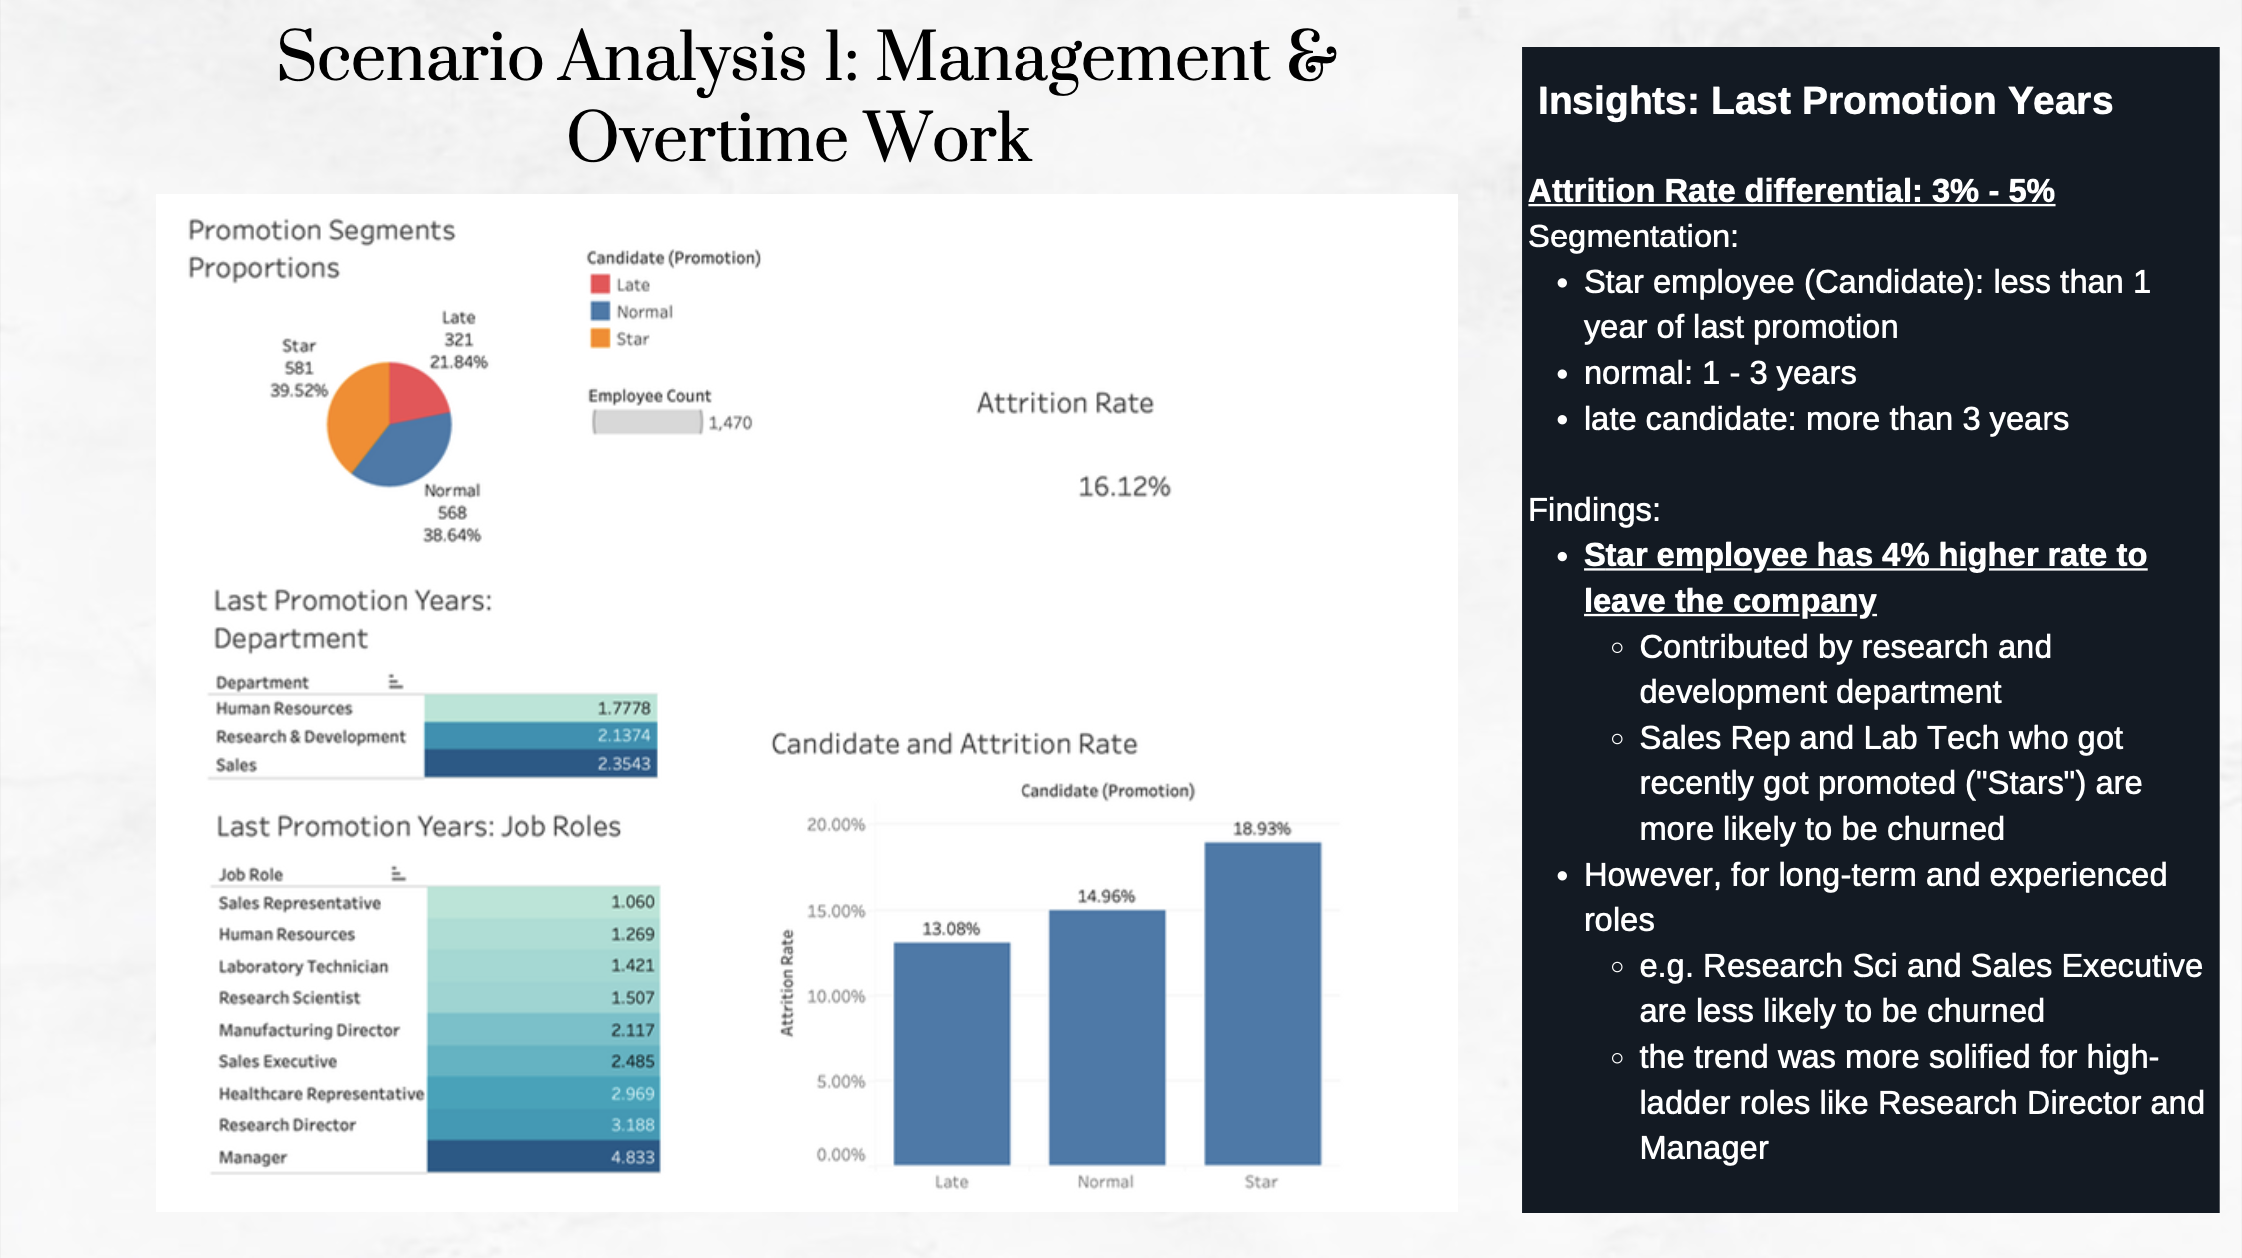 Scenario Analysis 1: Management &
Overtime Work
Promotion Segments
Proportions
Late
321
21.84%
Star
581
39.52%
Normal
568
38.64%
Candidate (Promotion)
Late
Normal
Star
Employee Count
1,470
Attrition Rate
16.12%
Last Promotion Years:
Department
Department
Human Resources 1.7778
Research & Development 2.1374
Sales 2.3543
Last Promotion Years: Job Roles
Job Role
Sales Representative 1.060
Human Resources 1.269
Laboratory Technician 1.421
Research Scientist 1.507
Manufacturing Director 2.117
Sales Executive 2.485
Healthcare Representative 2.969
Research Director 3.188
Manager 4.833
Candidate and Attrition Rate
Candidate (Promotion)
Attrition Rate
20.00%
15.00%
10.00%
5.00%
0.00%
13.08%
14.96%
18.93%
Late Normal Star
Insights: Last Promotion Years
Attrition Rate differential: 3% - 5%
Segmentation:
• Star employee (Candidate): less than 1
year of last promotion
• normal: 1 - 3 years
• late candidate: more than 3 years
Findings:
• Star employee has 4% higher rate to
leave the company
◦ Contributed by research and
development department
◦ Sales Rep and Lab Tech who got
recently got promoted ("Stars") are
more likely to be churned
• However, for long-term and experienced
roles
◦ e.g. Research Sci and Sales Executive
are less likely to be churned
◦ the trend was more solified for high-
ladder roles like Research Director and
Manager